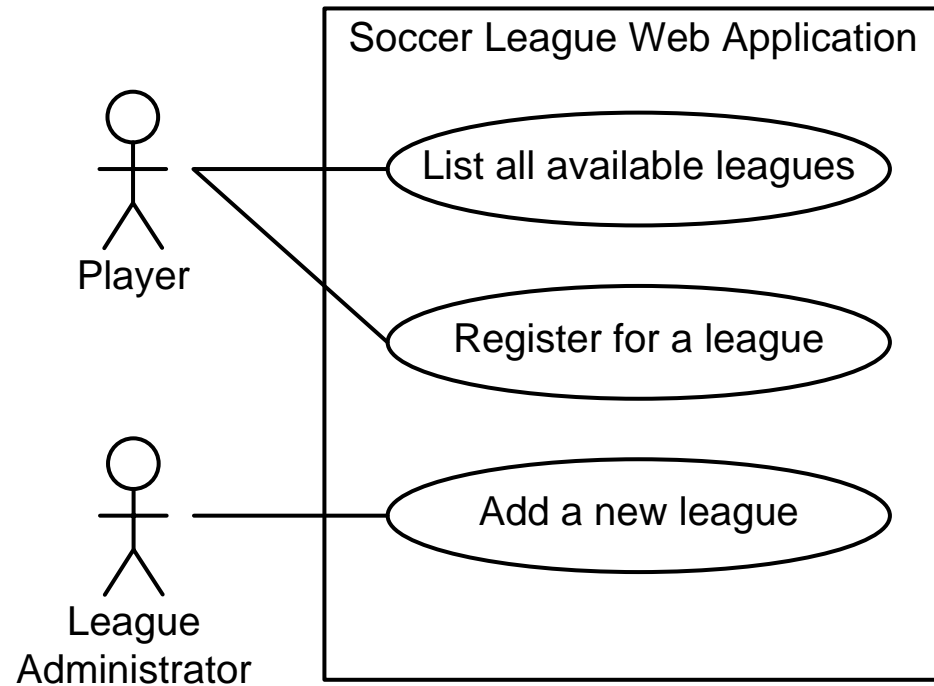 Soccer League Web Application
List all available leagues
Player
Register for a league
Add a new league
League
Administrator